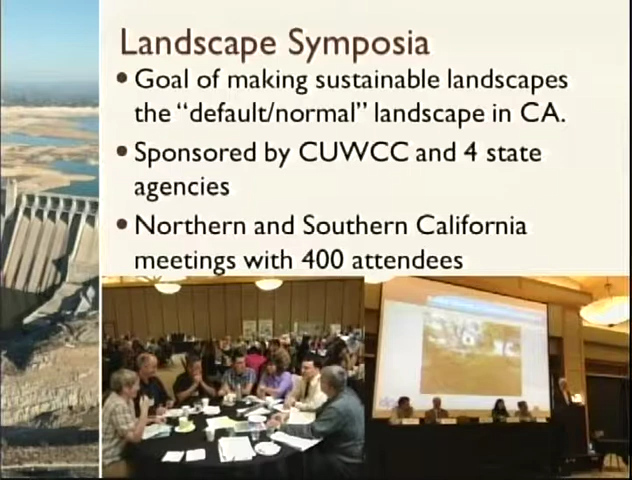 Landscape Symposia
• Goal of making sustainable landscapes
the “default/normal” landscape in CA.
• Sponsored by CUWCC and 4 state
agencies
• Northern and Southern California
meetings with 400 attendees